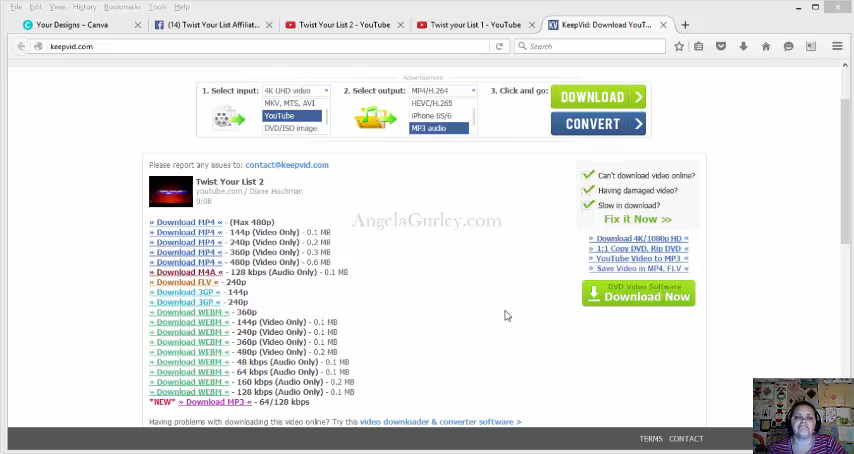 File Edit View History Bookmarks Tools Help
Your Designs – Canva
(14) Twist Your List Affiliat...
Twist Your List 2 - YouTube
Twist your List 1 - YouTube
KeepVid: Download YouT...
keepvid.com
Search
Advertisement
1. Select input:
4K UHD video
MKV, MTS, AVI
YouTube
DVD/ISO image
2. Select output:
MP4/H.264
HEVC/H.265
iPhone 6S/6
MP3 audio
3. Click and go:
DOWNLOAD
CONVERT
Please report any issues to: contact@keepvid.com
Twist Your List 2
youtube.com / Diane Hochman
0:08
AngelaGurley.com
» Download MP4 « - (Max 480p)
» Download MP4 « - 144p (Video Only) - 0.1 MB
» Download MP4 « - 240p (Video Only) - 0.2 MB
» Download MP4 « - 360p (Video Only) - 0.3 MB
» Download MP4 « - 480p (Video Only) - 0.6 MB
» Download M4A « - 128 kbps (Audio Only) - 0.1 MB
» Download FLV « - 240p
» Download 3GP « - 144p
» Download 3GP « - 240p
» Download WEBM « - 360p
» Download WEBM « - 144p (Video Only) - 0.1 MB
» Download WEBM « - 240p (Video Only) - 0.1 MB
» Download WEBM « - 360p (Video Only) - 0.1 MB
» Download WEBM « - 480p (Video Only) - 0.2 MB
» Download WEBM « - 48 kbps (Audio Only) - 0.1 MB
» Download WEBM « - 64 kbps (Audio Only) - 0.1 MB
» Download WEBM « - 160 kbps (Audio Only) - 0.2 MB
» Download WEBM « - 128 kbps (Audio Only) - 0.1 MB
*NEW* » Download MP3 « - 64/128 kbps
Having problems with downloading this video online? Try this video downloader & converter software >
Can't download video online?
Having damaged video?
Slow in download?
Fix it Now >>
» Download 4K/1080p HD «
» 1:1 Copy DVD, Rip DVD «
» YouTube Video to MP3 «
» Save Video in MP4, FLV «
DVD Video Software
Download Now
TERMS CONTACT